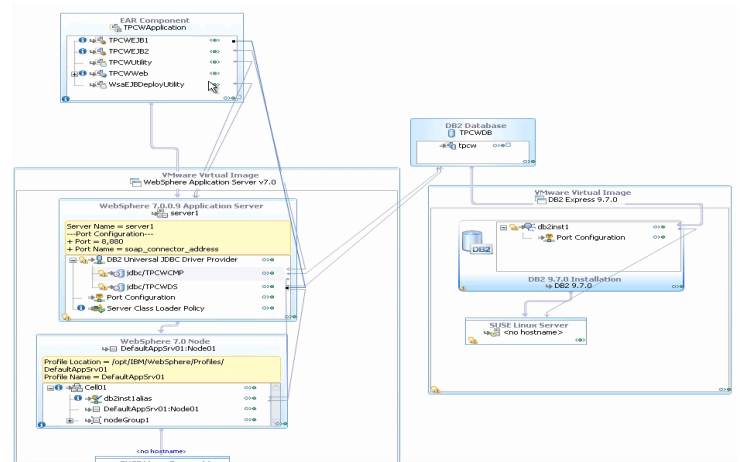 EAR Component
TPCWApplication
TPCWEJB1
TPCWEJB2
TPCWUtility
TPCWWeb
WsaEJBDeployUtility
DB2 Database
TPCWDB
tpcw
VMware Virtual Image
WebSphere Application Server v7.0
WebSphere 7.0.0.9 Application Server
server1
Server Name = server1
---Port Configuration---
+ Port = 8,880
+ Port Name = soap_connector_address
DB2 Universal JDBC Driver Provider
jdbc/TPCWCMP
jdbc/TPCWDS
Port Configuration
Server Class Loader Policy
WebSphere 7.0 Node
DefaultAppSrv01:Node01
Profile Location = /opt/IBM/WebSphere/Profiles/
DefaultAppSrv01
Profile Name = DefaultAppSrv01
Cell01
db2inst1alias
DefaultAppSrv01:Node01
nodeGroup1
<no hostname>
VMware Virtual Image
DB2 Express 9.7.0
db2inst1
Port Configuration
DB2
DB2 9.7.0 Installation
DB2 9.7.0
SUSE Linux Server
<no hostname>